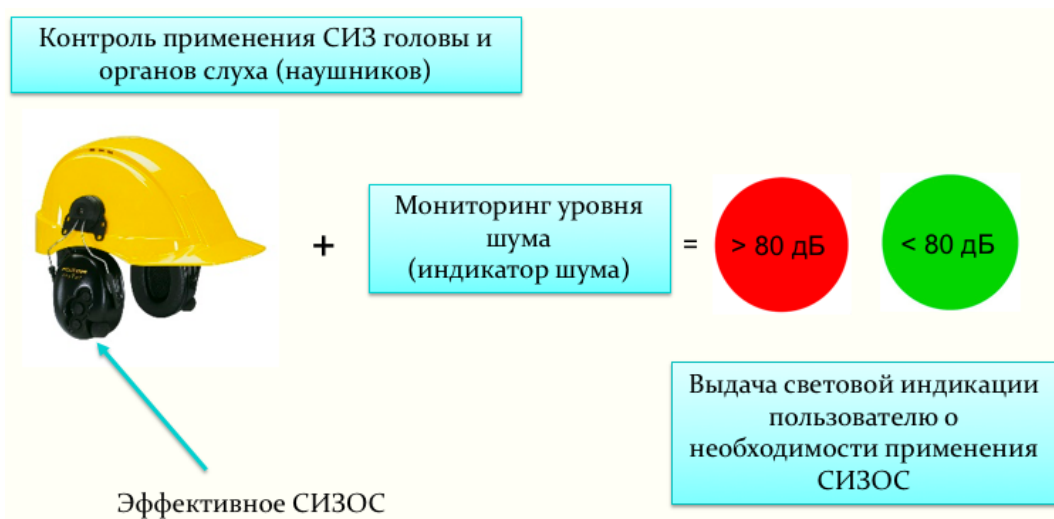 Контроль применения СИЗ головы и
органов слуха (наушников)
+
Мониторинг уровня
шума
(индикатор шума)
=
> 80 дБ
< 80 дБ
Выдача световой индикации
пользователю о
необходимости применения
СИЗОС
Эффективное СИЗОС